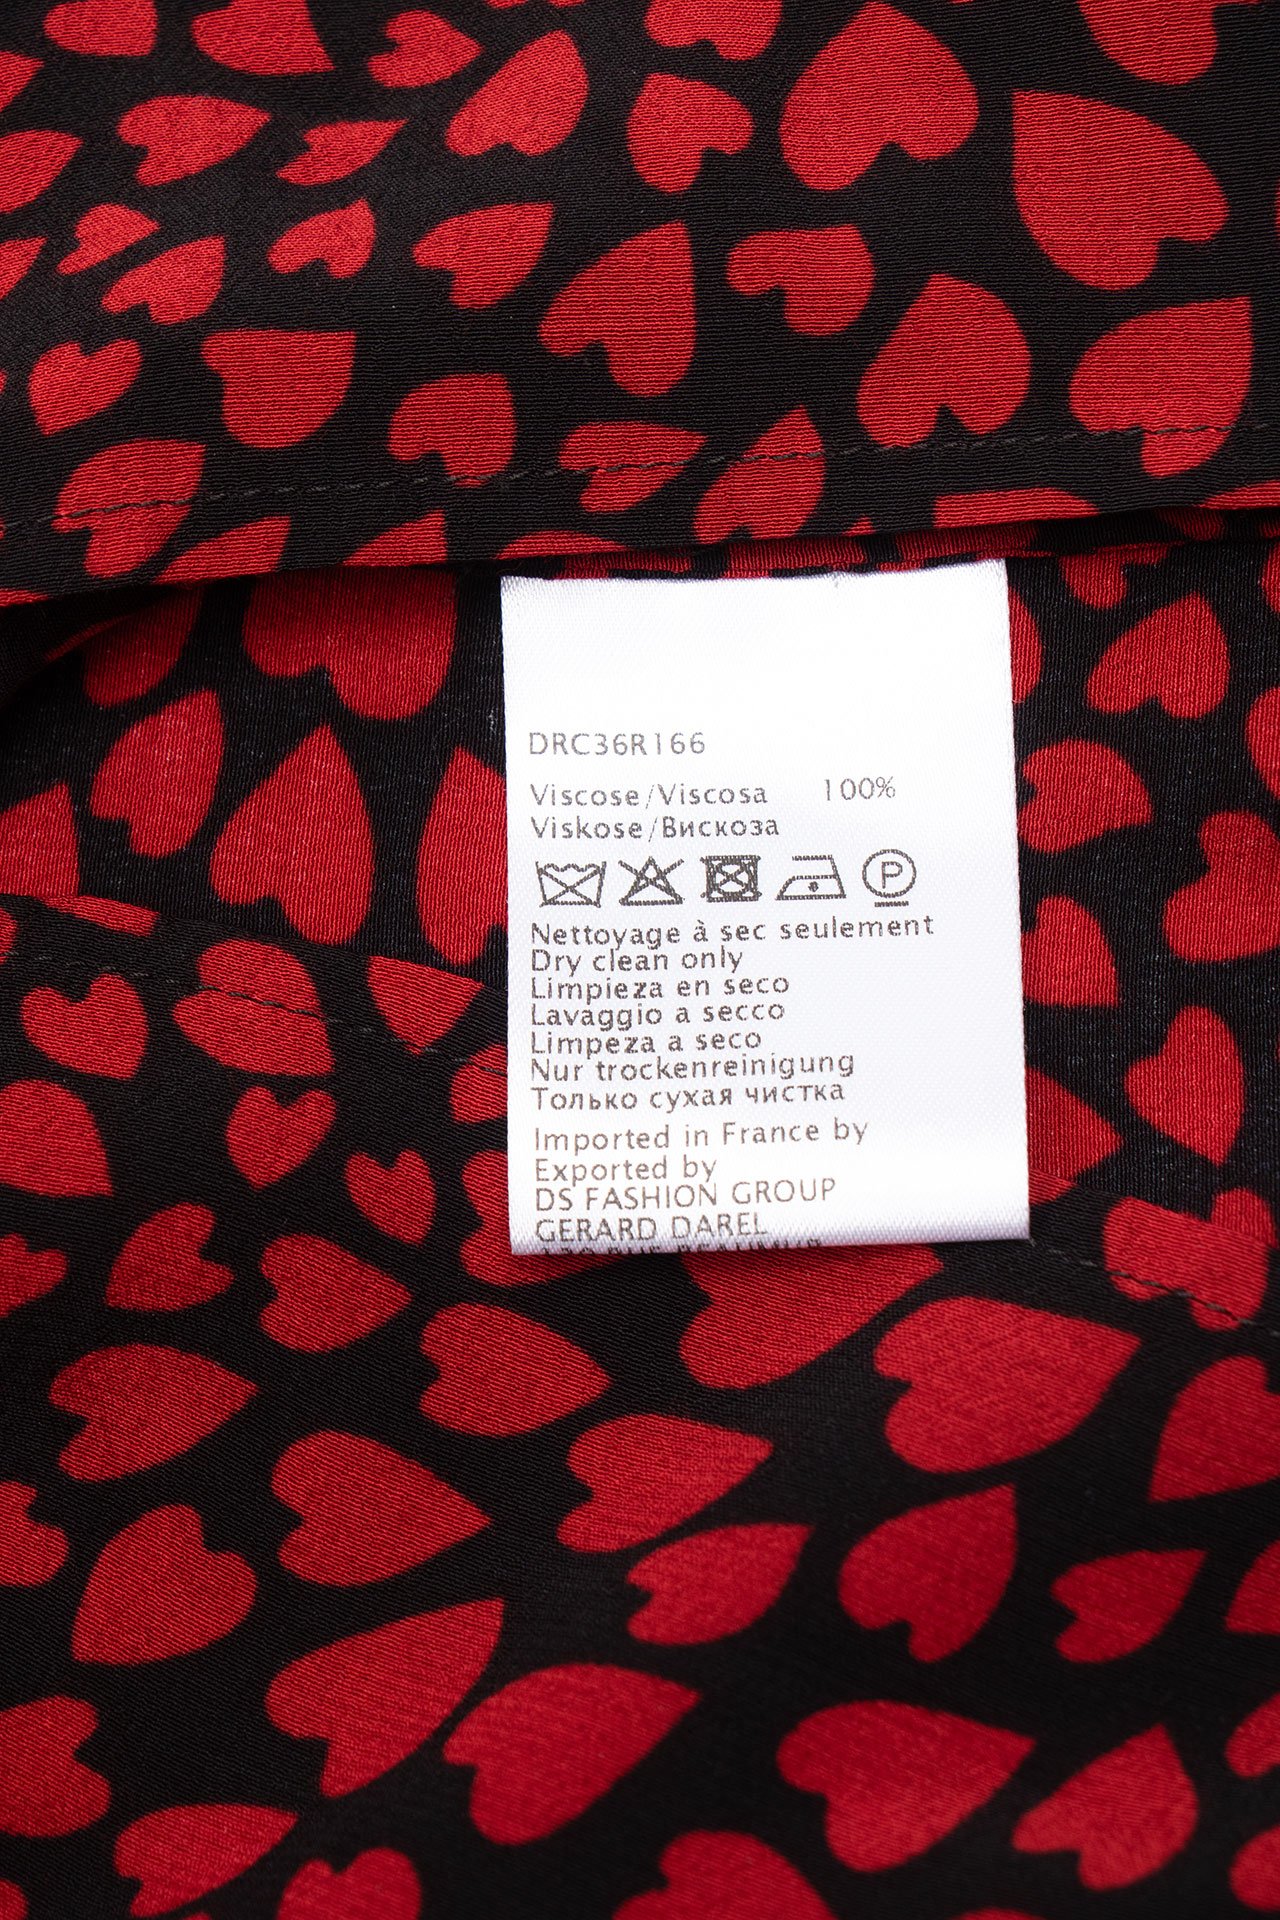 DRC36R166
Viscose/Viscosa 100%
Viskose/Вискоза
P
Nettoyage à sec seulement
Dry clean only
Limpieza en seco
Lavaggio a secco
Limpeza a seco
Nur trockenreinigung
Только сухая чистка
Imported in France by
Exported by
DS FASHION GROUP
GERARD DAREL